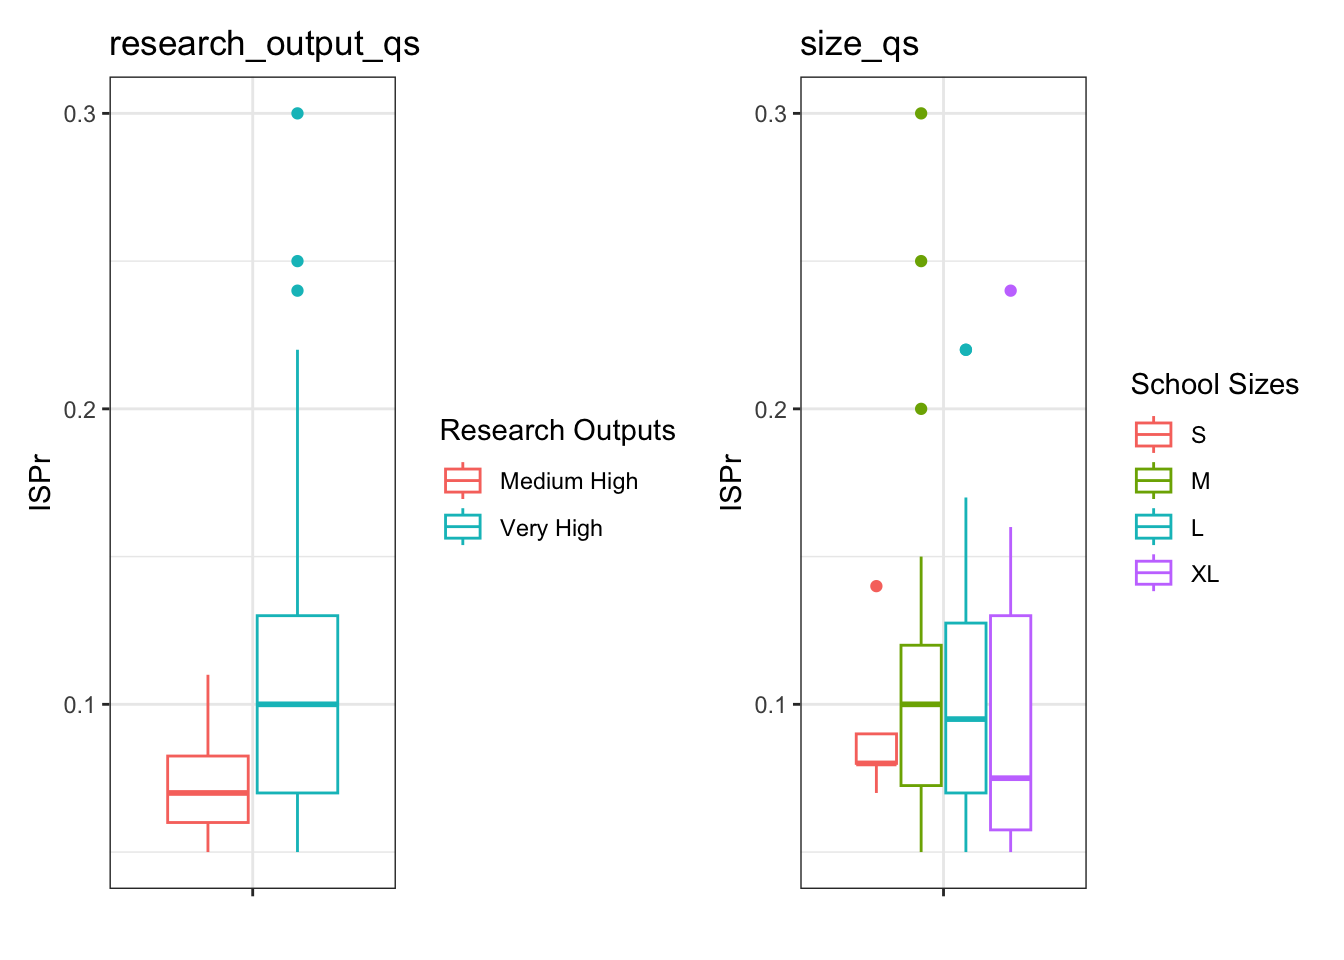 research_output_qs
0.3
0.2
0.1
ISPr
Research Outputs
Medium High
Very High
size_qs
0.3
0.2
0.1
ISPr
School Sizes
S
M
L
XL